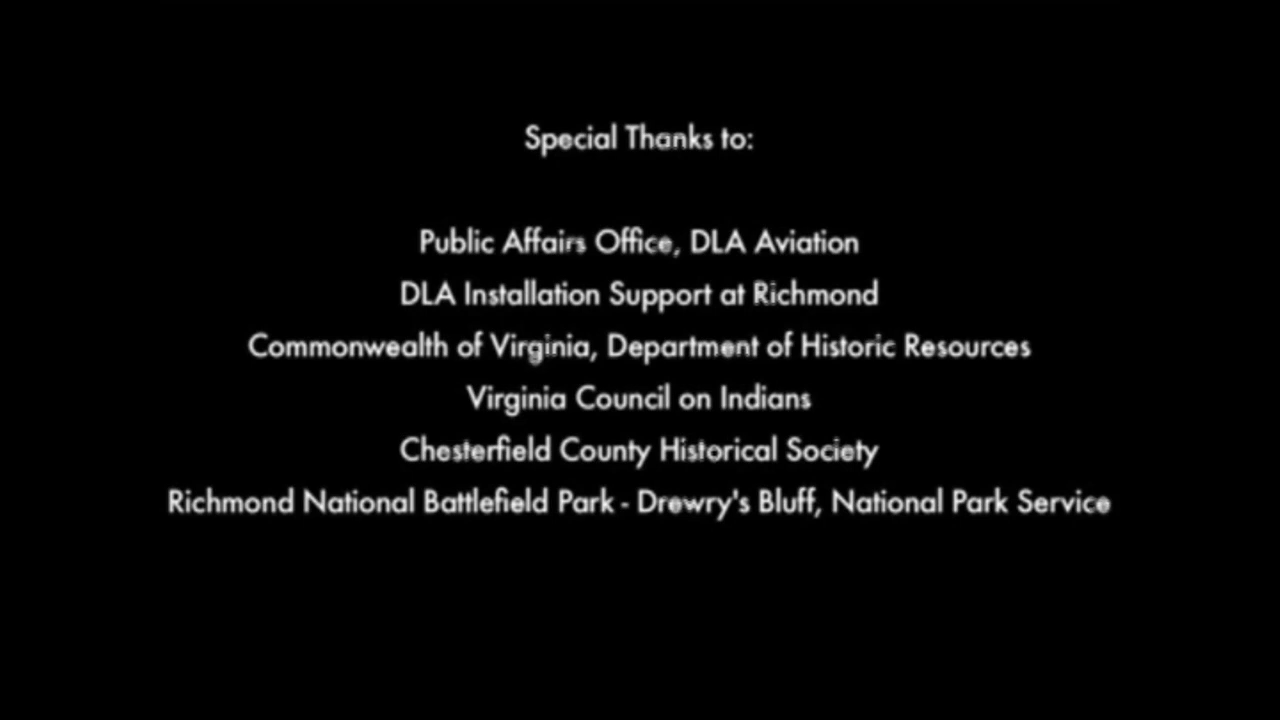 Special Thanks to:
Public Affairs Office, DLA Aviation
DLA Installation Support at Richmond
Commonwealth of Virginia, Department of Historic Resources
Virginia Council on Indians
Chesterfield County Historical Society
Richmond National Battlefield Park - Drewry's Bluff, National Park Service